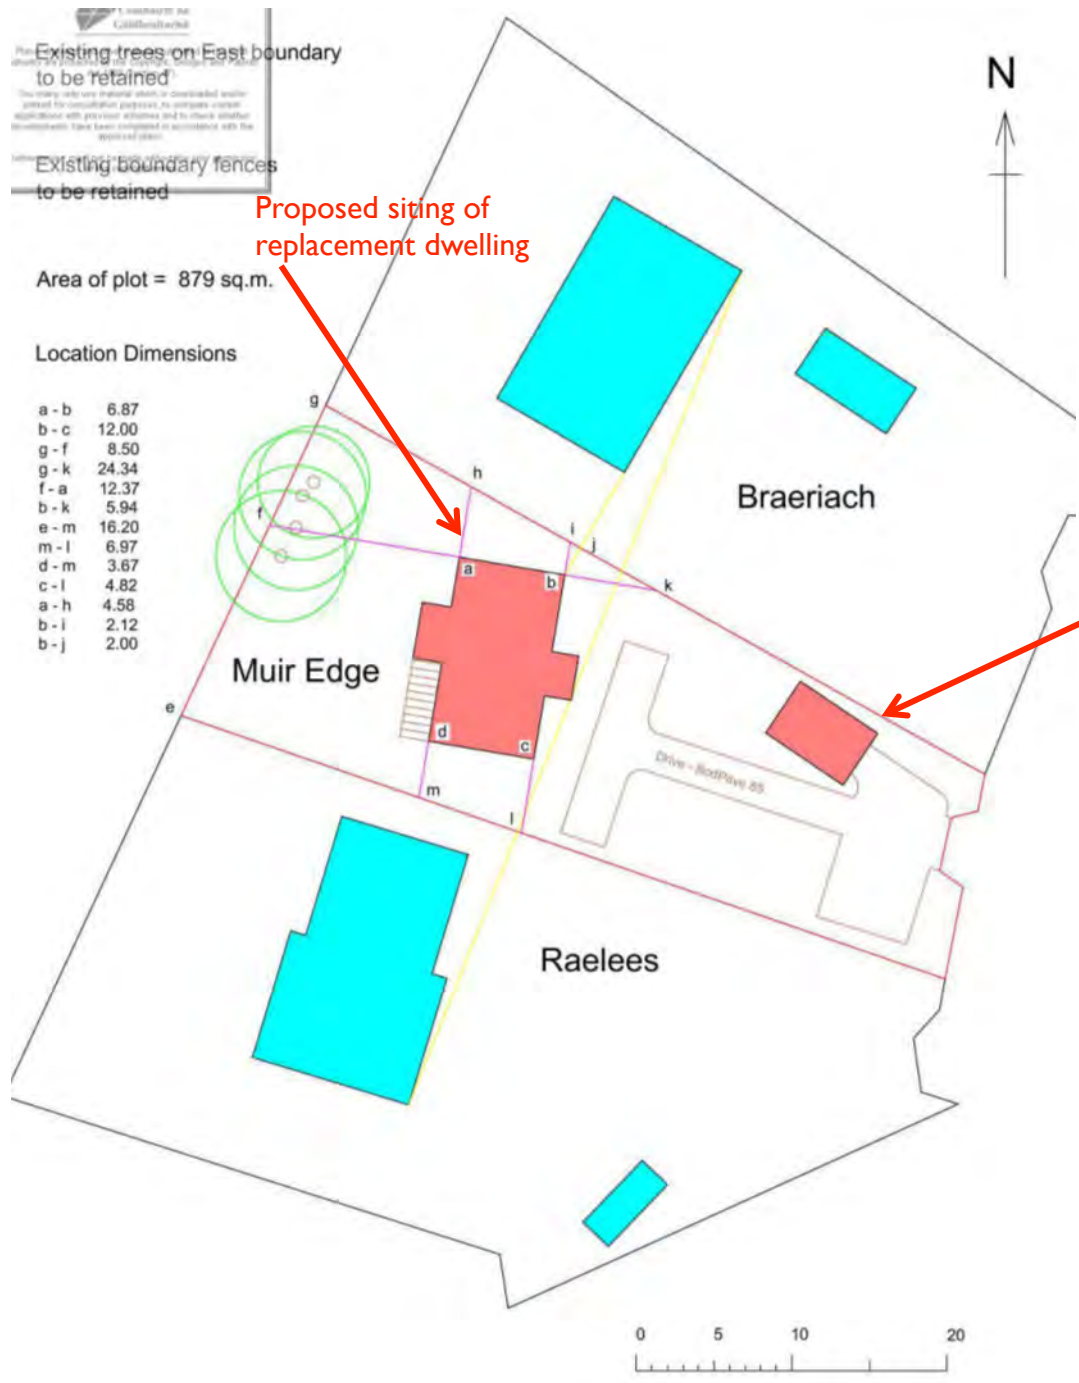 Existing trees on East boundary
to be retained
Existing boundary fences
to be retained
Proposed siting of
replacement dwelling
N
Area of plot = 879 sq.m.
Location Dimensions
a - b 6.87
b - c 12.00
g - f 8.50
g - k 24.34
f - a 12.37
b - k 5.94
e - m 16.20
m - l 6.97
d - m 3.67
c - l 4.82
a - h 4.58
b - i 2.12
b - j 2.00
g
h
f
i
j
a
b
k
Braeriach
Muir Edge
e
d
c
m
l
Drive - BodPave 85
Raelees
0 5 10 20